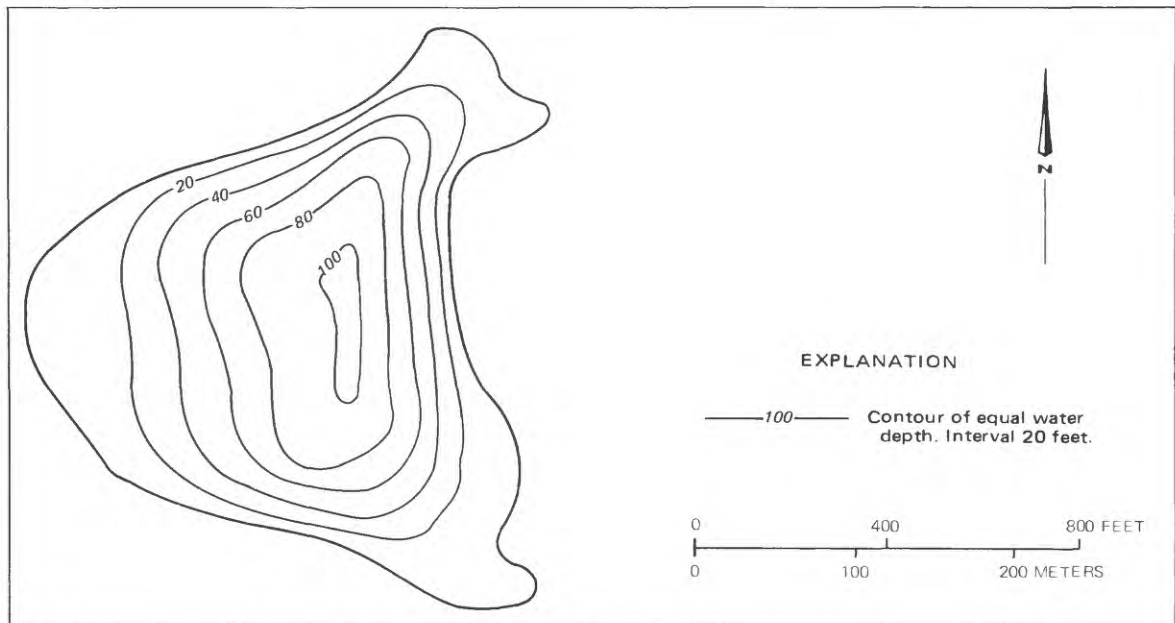 20
40
60
80
100
N
EXPLANATION
100 Contour of equal water
depth. Interval 20 feet.
0 400 800 FEET
0 100 200 METERS